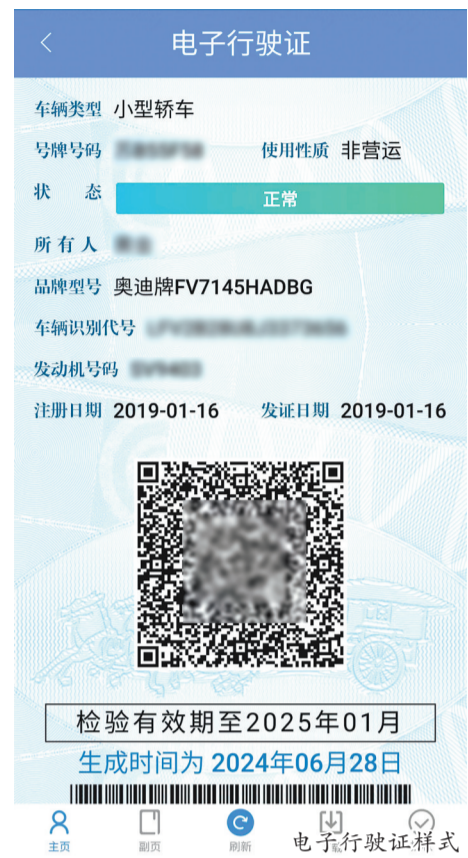 电子行驶证
车辆类型 小型轿车
号牌号码 使用性质 非营运
状 态 正常
所有人
品牌型号 奥迪牌FV7145HADBG
车辆识别代号
发动机号码
注册日期 2019-01-16 发证日期 2019-01-16
检验有效期至2025年01月
生成时间为 2024年06月28日
主页 副页 刷新
电子行驶证样式